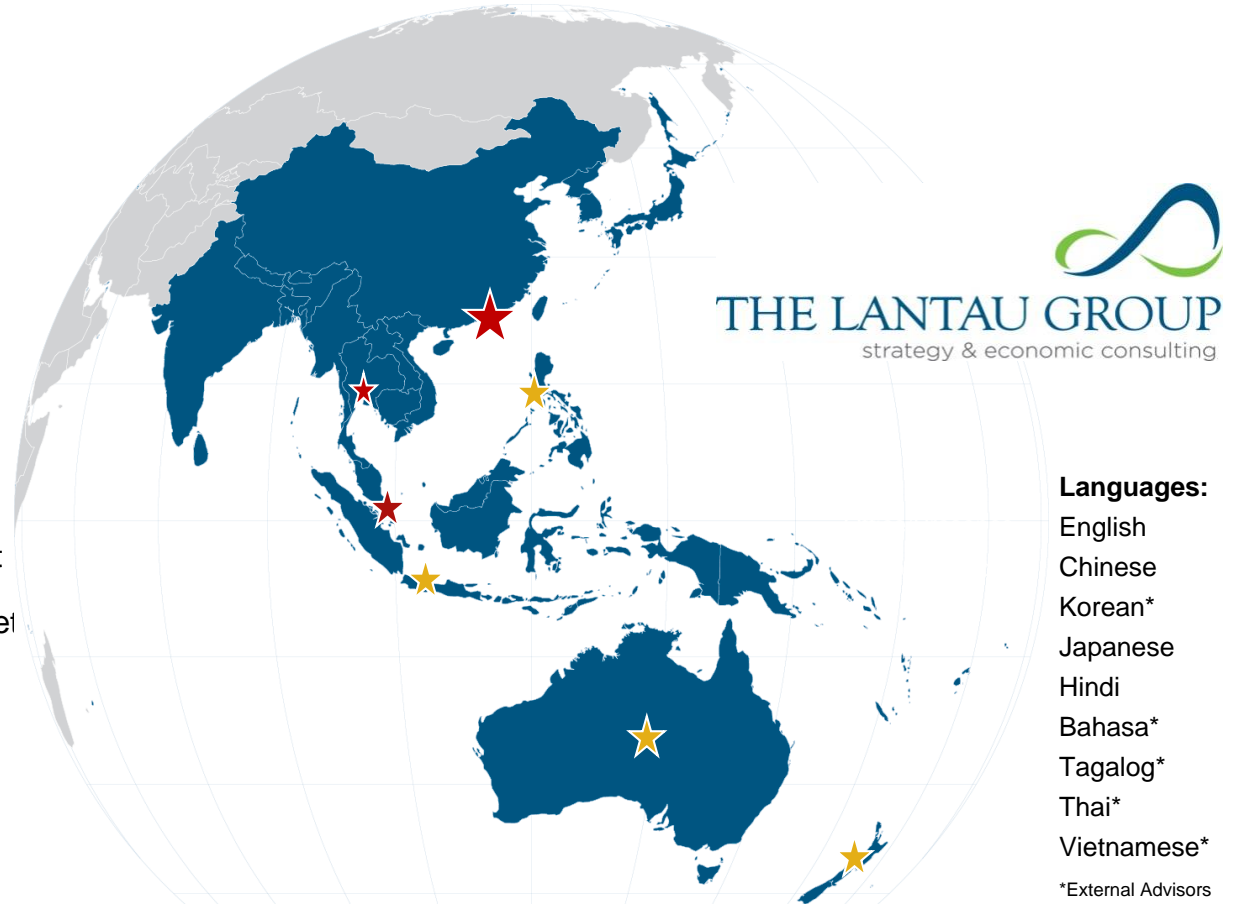 THE LANTAU GROUP
strategy & economic consulting
Languages:
English
Chinese
Korean*
Japanese
Hindi
Bahasa*
Tagalog*
Thai*
Vietnamese*
*External Advisors